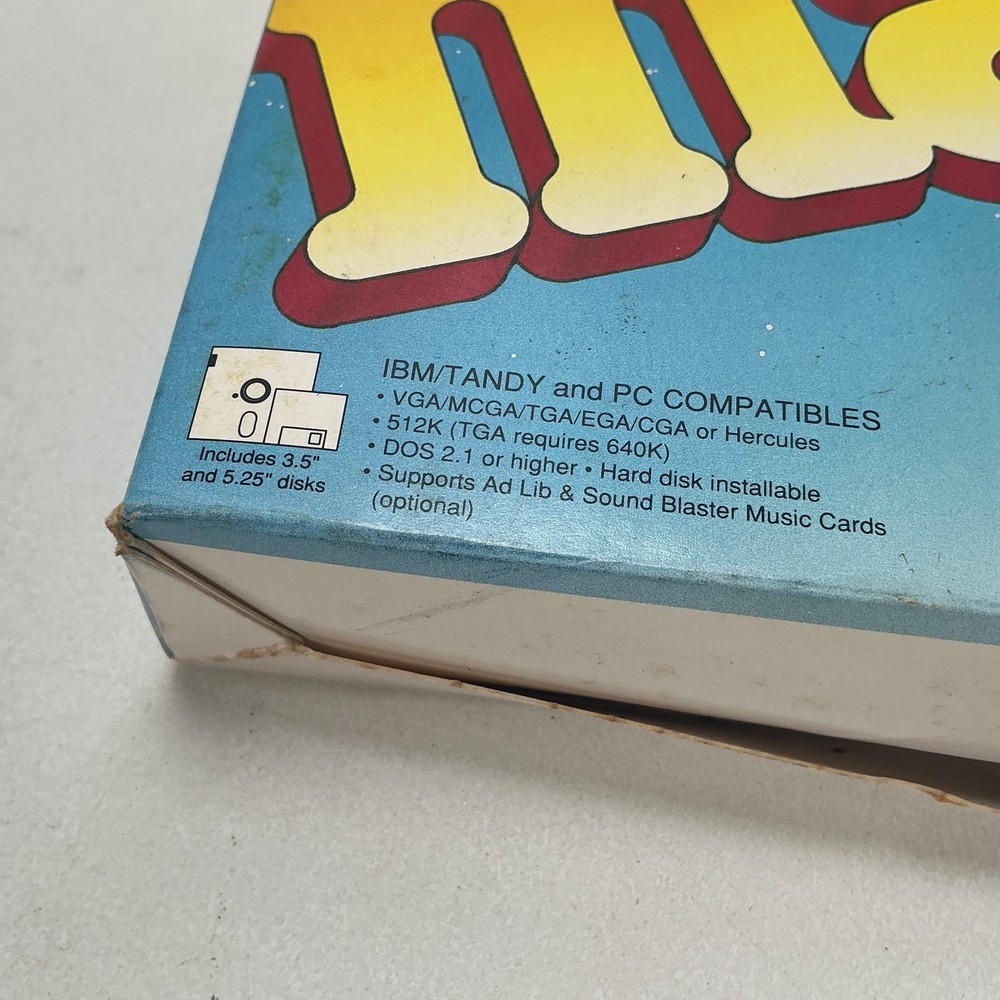 IBM/TANDY and PC COMPATIBLES
• VGA/MCGA/TGA/EGA/CGA or Hercules
• 512K (TGA requires 640K)
• DOS 2.1 or higher • Hard disk installable
• Supports Ad Lib & Sound Blaster Music Cards
(optional)
Includes 3.5"
and 5.25" disks